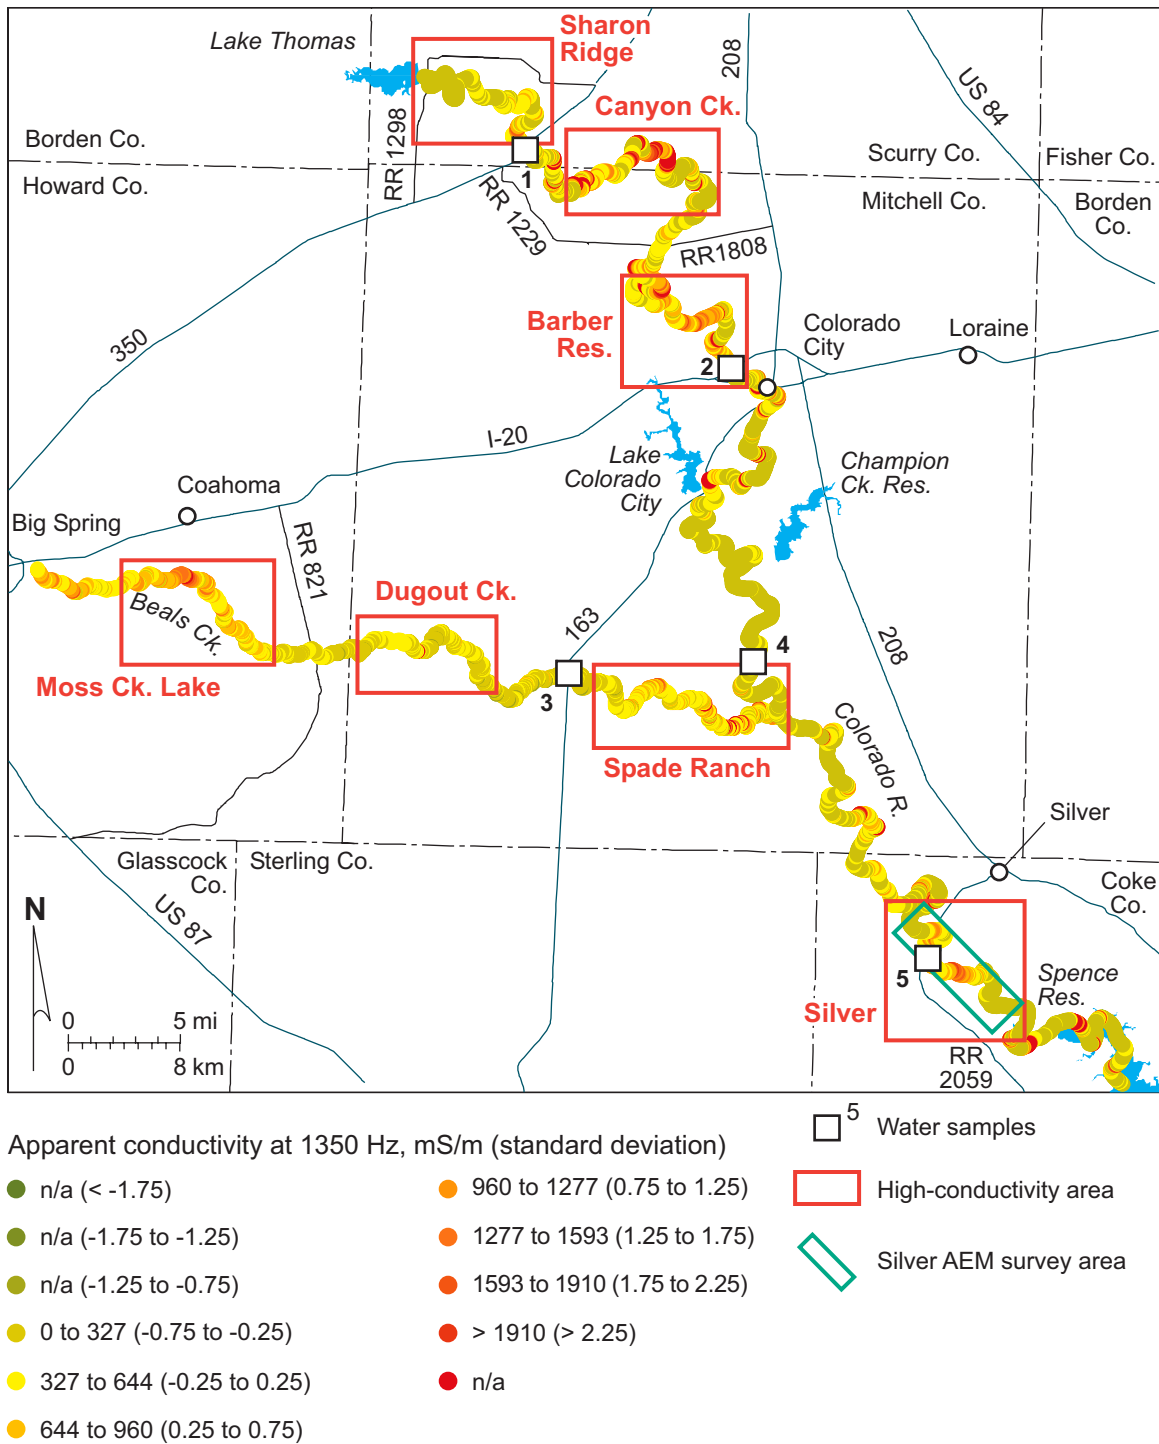 Sharon
Ridge
Lake Thomas
208
US 84
Canyon Ck.
Borden Co.
RR 1298
Scurry Co.
Fisher Co.
Howard Co.
1
RR 1229
Mitchell Co.
Borden
Co.
RR1808
Barber
Res.
350
Colorado
City
Loraine
2
I-20
Lake
Colorado
City
Champion
Ck. Res.
Coahoma
Big Spring
RR 821
Dugout Ck.
163
Beals Ck.
4
208
Moss Ck. Lake
3
Colorado R.
Spade Ranch
Silver
Glasscock
Co.
Sterling Co.
Coke
Co.
N
US 87
5
Spence
Res.
Silver
0 5 mi
0 8 km
RR
2059
Apparent conductivity at 1350 Hz, mS/m (standard deviation)
n/a (< -1.75)
n/a (-1.75 to -1.25)
n/a (-1.25 to -0.75)
0 to 327 (-0.75 to -0.25)
327 to 644 (-0.25 to 0.25)
644 to 960 (0.25 to 0.75)
960 to 1277 (0.75 to 1.25)
1277 to 1593 (1.25 to 1.75)
1593 to 1910 (1.75 to 2.25)
> 1910 (> 2.25)
n/a
5 Water samples
High-conductivity area
Silver AEM survey area